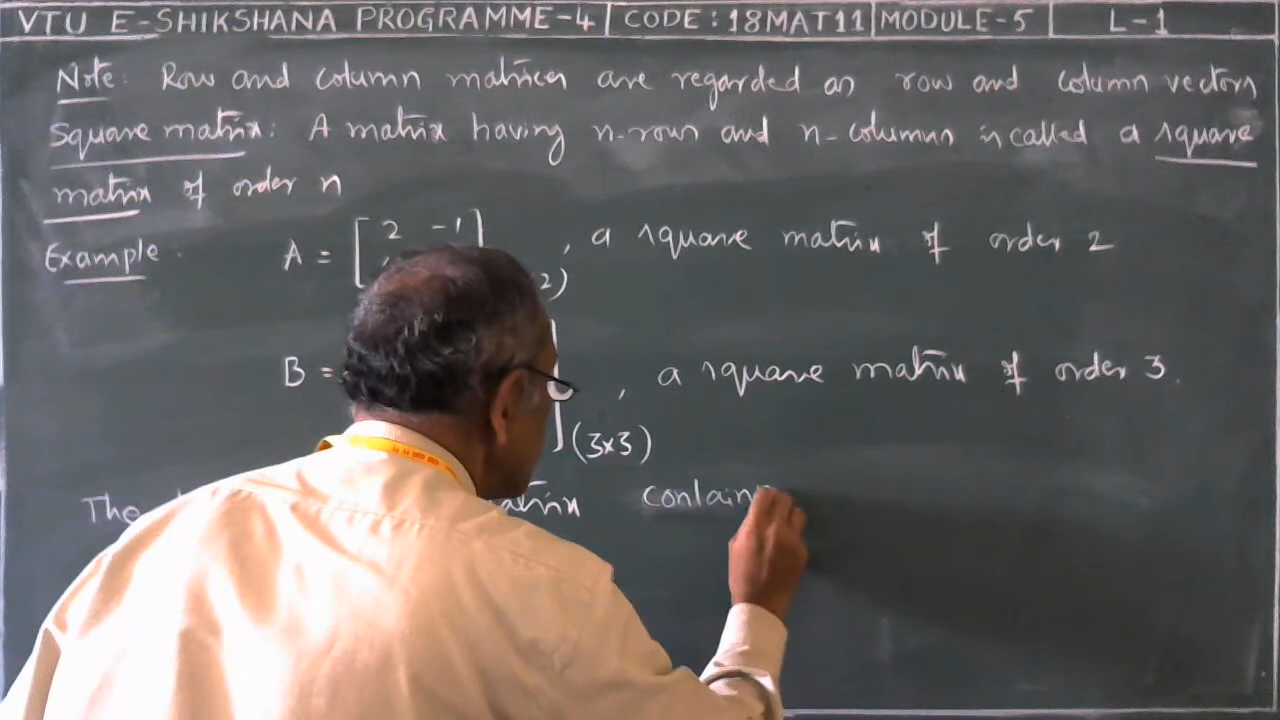 VTU E-SHIKSHANA PROGRAMME-4 | CODE: 18MAT11 | MODULE-5 | L-1
Note: Row and column matrices are regarded as row and column vectors
Square matrix: A matrix having n-rows and n-columns is called a square
matrix of order n
Example: A = [ 2 -1 ] 2) , a square matrix of order 2
B = ] (3×3) , a square matrix of order 3.
The matrix contain